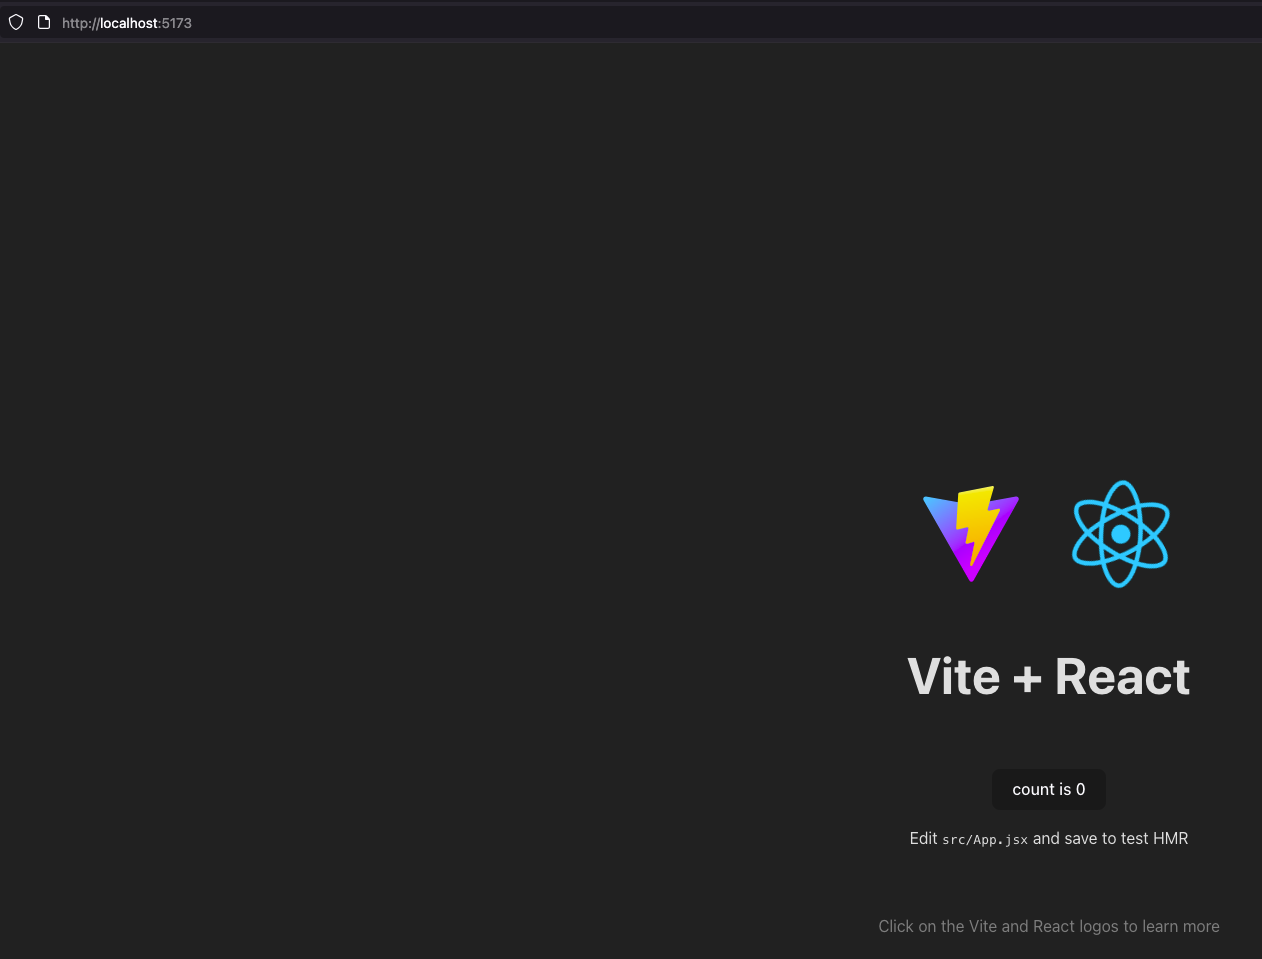 http://localhost:5173
Vite + React
count is 0
Edit src/App.jsx and save to test HMR
Click on the Vite and React logos to learn more